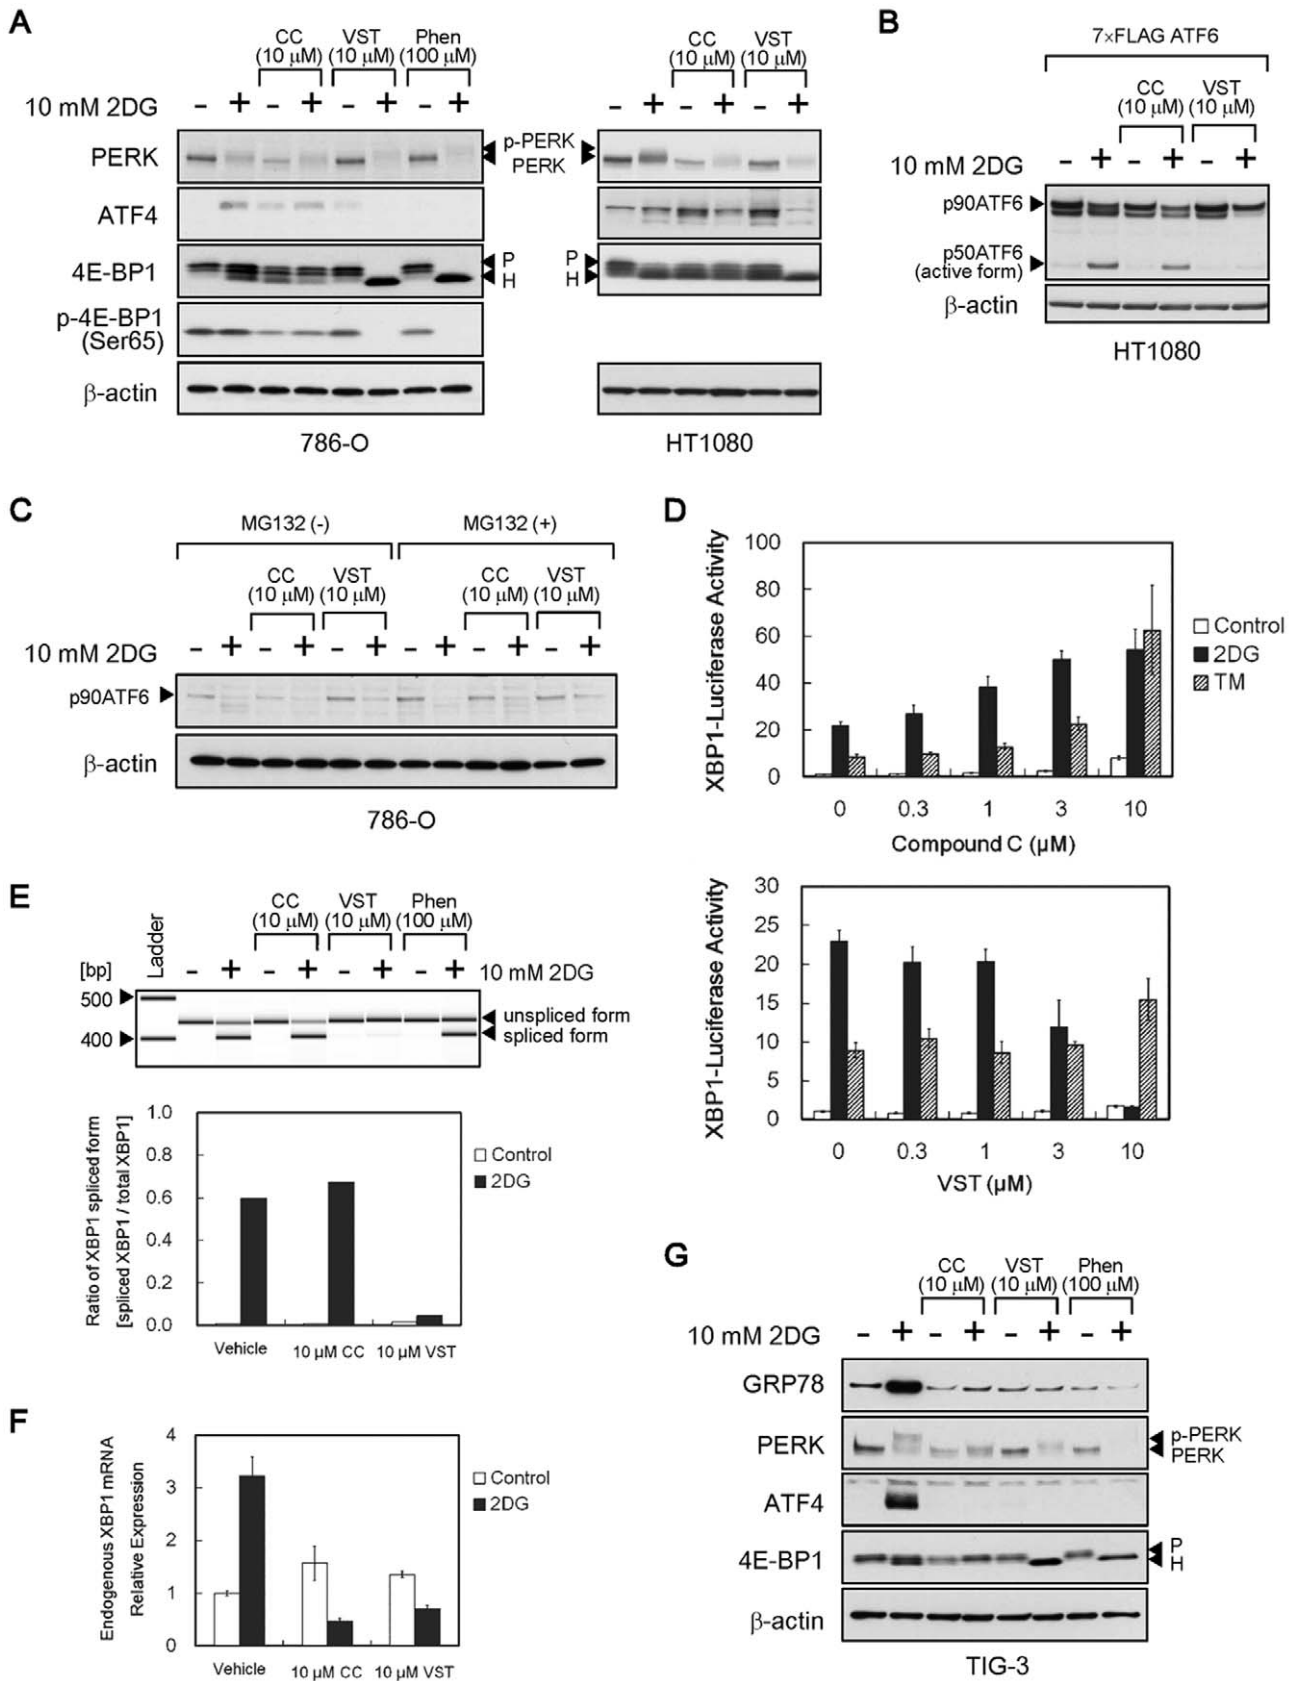 A
CC
(10 µM)
VST
(10 µM)
Phen
(100 µM)
10 mM 2DG - + - + - + - +
PERK
ATF4
4E-BP1
p-4E-BP1
(Ser65)
β-actin
786-O
p-PERK
PERK
P
H
CC
(10 µM)
VST
(10 µM)
- + - + - +
P
H
HT1080
B
7×FLAG ATF6
CC
(10 µM)
VST
(10 µM)
10 mM 2DG - + - + - +
p90ATF6
p50ATF6
(active form)
β-actin
HT1080
C
MG132 (-)
MG132 (+)
CC
(10 µM)
VST
(10 µM)
CC
(10 µM)
VST
(10 µM)
10 mM 2DG - + - + - + - + - + - +
p90ATF6
β-actin
786-O
D
XBP1-Luciferase Activity
100
80
60
40
20
0
0 0.3 1 3 10
Compound C (µM)
Control
2DG
TM
XBP1-Luciferase Activity
30
25
20
15
10
5
0
0 0.3 1 3 10
VST (µM)
E
Ladder
CC
(10 µM)
VST
(10 µM)
Phen
(100 µM)
[bp] - + - + - + - + 10 mM 2DG
500
400
unspliced form
spliced form
Ratio of XBP1 spliced form
[spliced XBP1 / total XBP1]
1.0
0.8
0.6
0.4
0.2
0.0
Vehicle 10 µM CC 10 µM VST
Control
2DG
F
Endogenous XBP1 mRNA
Relative Expression
4
3
2
1
0
Vehicle 10 µM CC 10 µM VST
Control
2DG
G
CC
(10 µM)
VST
(10 µM)
Phen
(100 µM)
10 mM 2DG - + - + - + - +
GRP78
PERK
ATF4
4E-BP1
β-actin
p-PERK
PERK
P
H
TIG-3